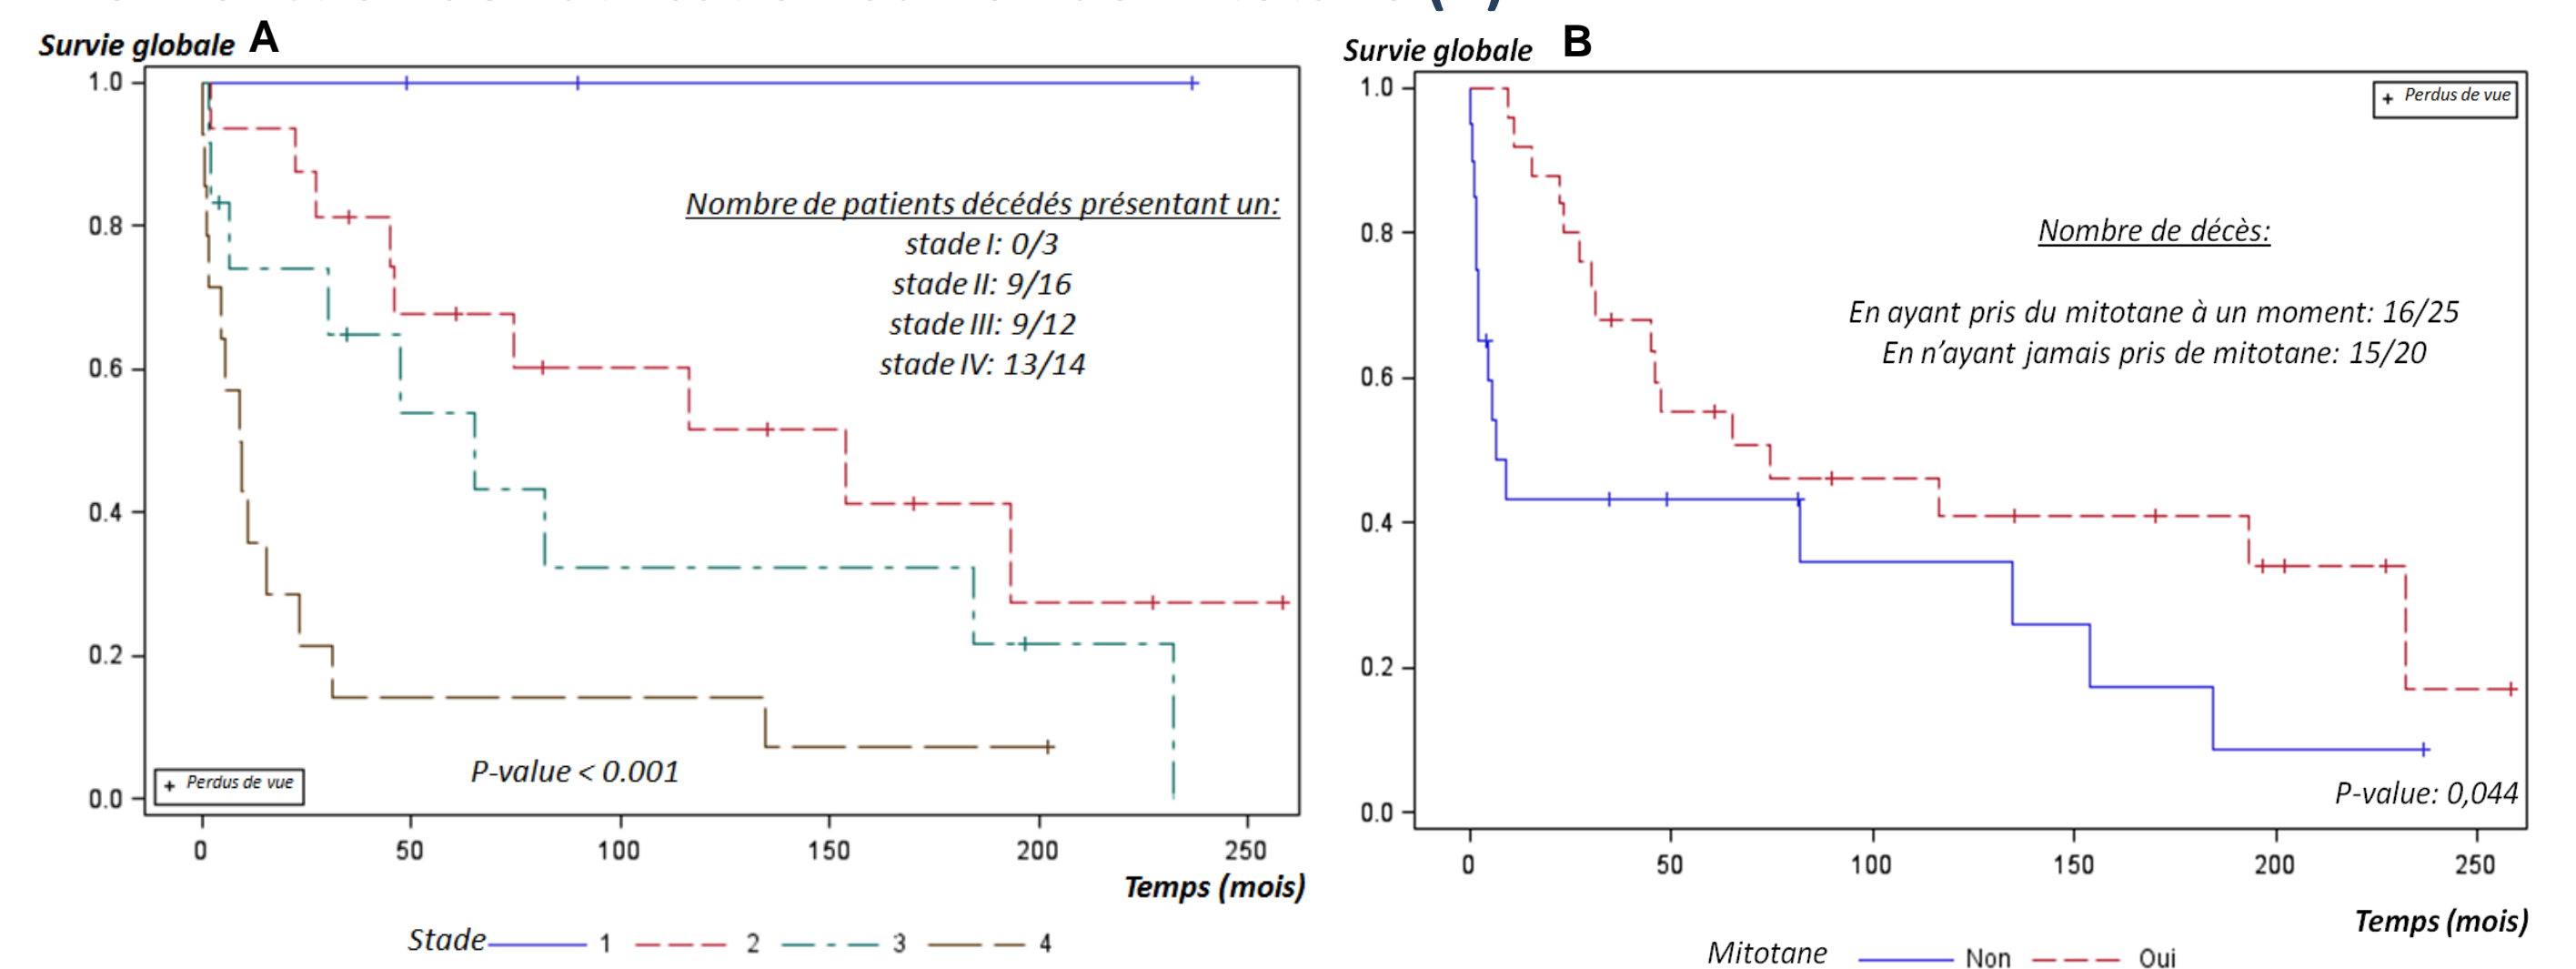 Survie globale A
1.0
0.8
0.6
0.4
0.2
0.0
Nombre de patients décédés présentant un:
stade I: 0/3
stade II: 9/16
stade III: 9/12
stade IV: 13/14
P-value < 0.001
+ Perdus de vue
0 50 100 150 200 250
Temps (mois)
Stade 1 2 3 4
Survie globale B
1.0
0.8
0.6
0.4
0.2
0.0
+ Perdus de vue
Nombre de décès:
En ayant pris du mitotane à un moment: 16/25
En n’ayant jamais pris de mitotane: 15/20
P-value: 0,044
0 50 100 150 200 250
Temps (mois)
Mitotane Non Oui